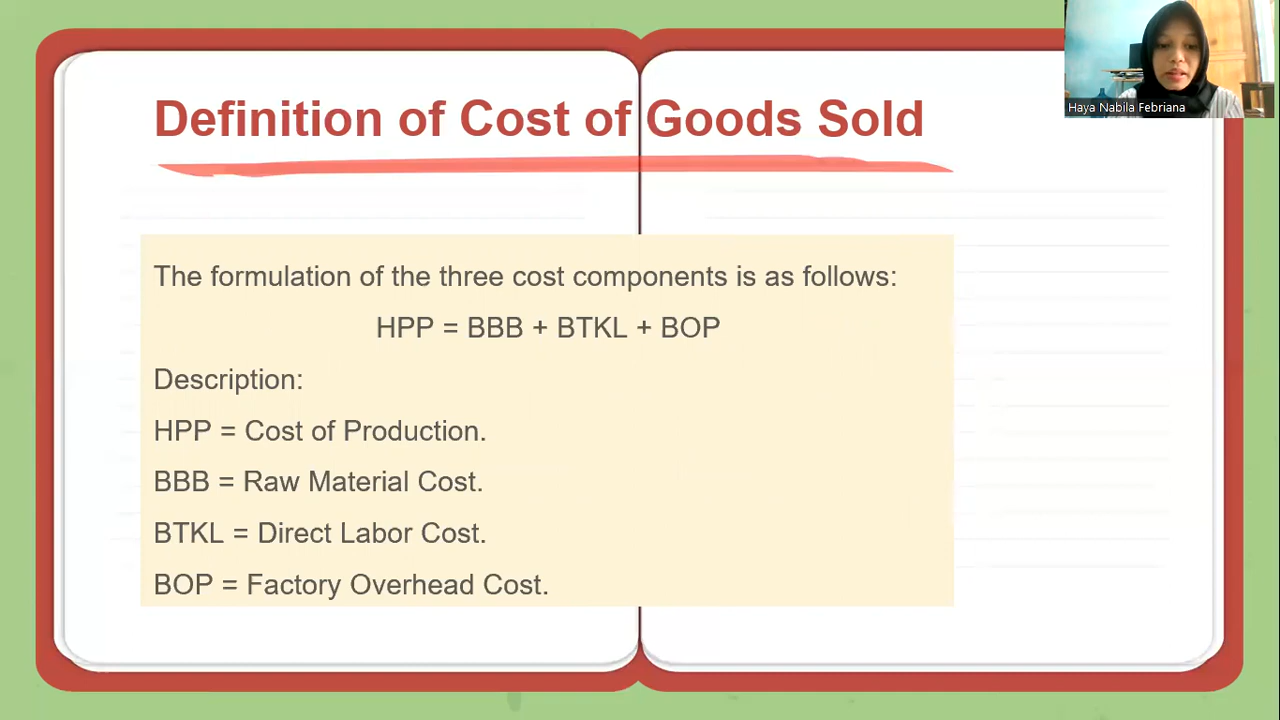 Definition of Cost of Goods Sold
Haya Nabila Febriana
The formulation of the three cost components is as follows:
HPP = BBB + BTKL + BOP
Description:
HPP = Cost of Production.
BBB = Raw Material Cost.
BTKL = Direct Labor Cost.
BOP = Factory Overhead Cost.